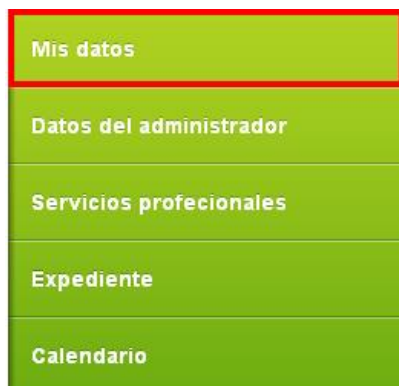 Mis datos
Datos del administrador
Servicios profecionales
Expediente
Calendario